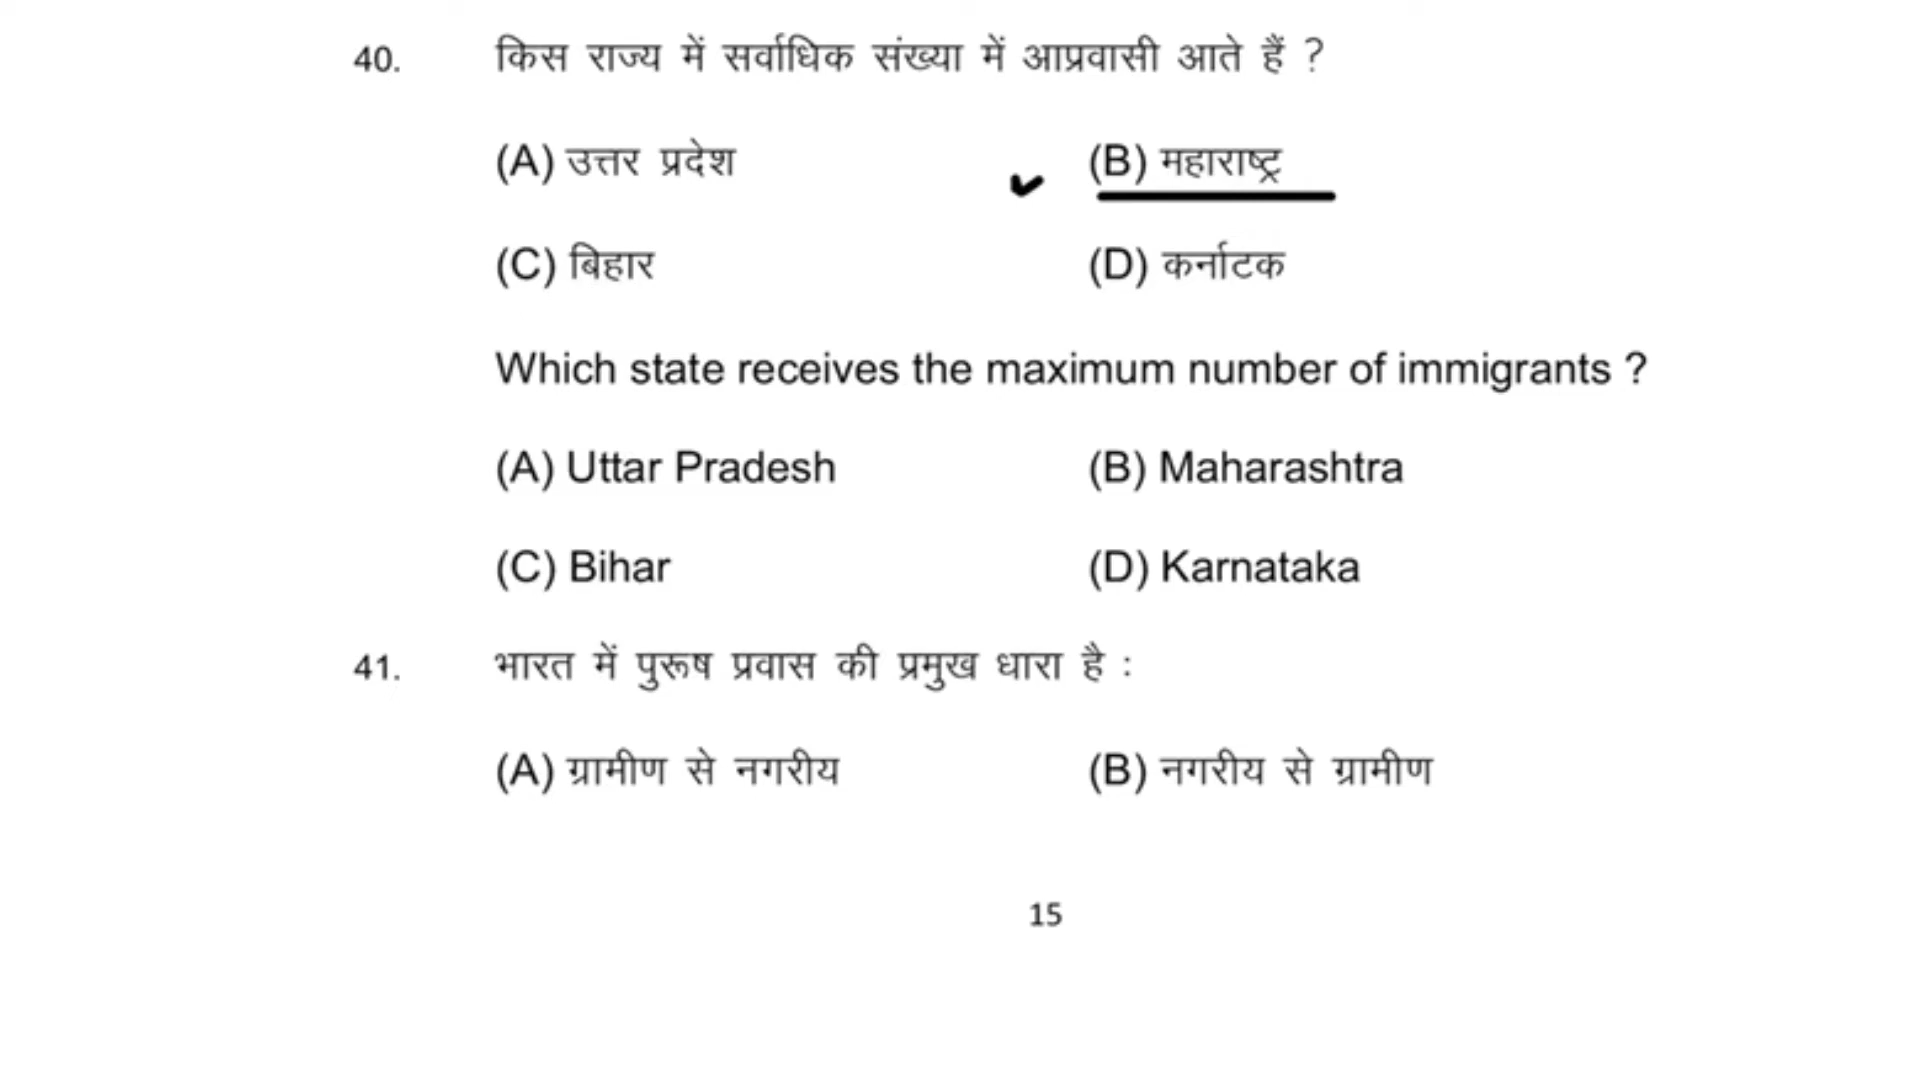 40. किस राज्य में सर्वाधिक संख्या में आप्रवासी आते हैं ?
(A) उत्तर प्रदेश (B) महाराष्ट्र
(C) बिहार (D) कर्नाटक
Which state receives the maximum number of immigrants ?
(A) Uttar Pradesh (B) Maharashtra
(C) Bihar (D) Karnataka
41. भारत में पुरूष प्रवास की प्रमुख धारा है :
(A) ग्रामीण से नगरीय (B) नगरीय से ग्रामीण
15